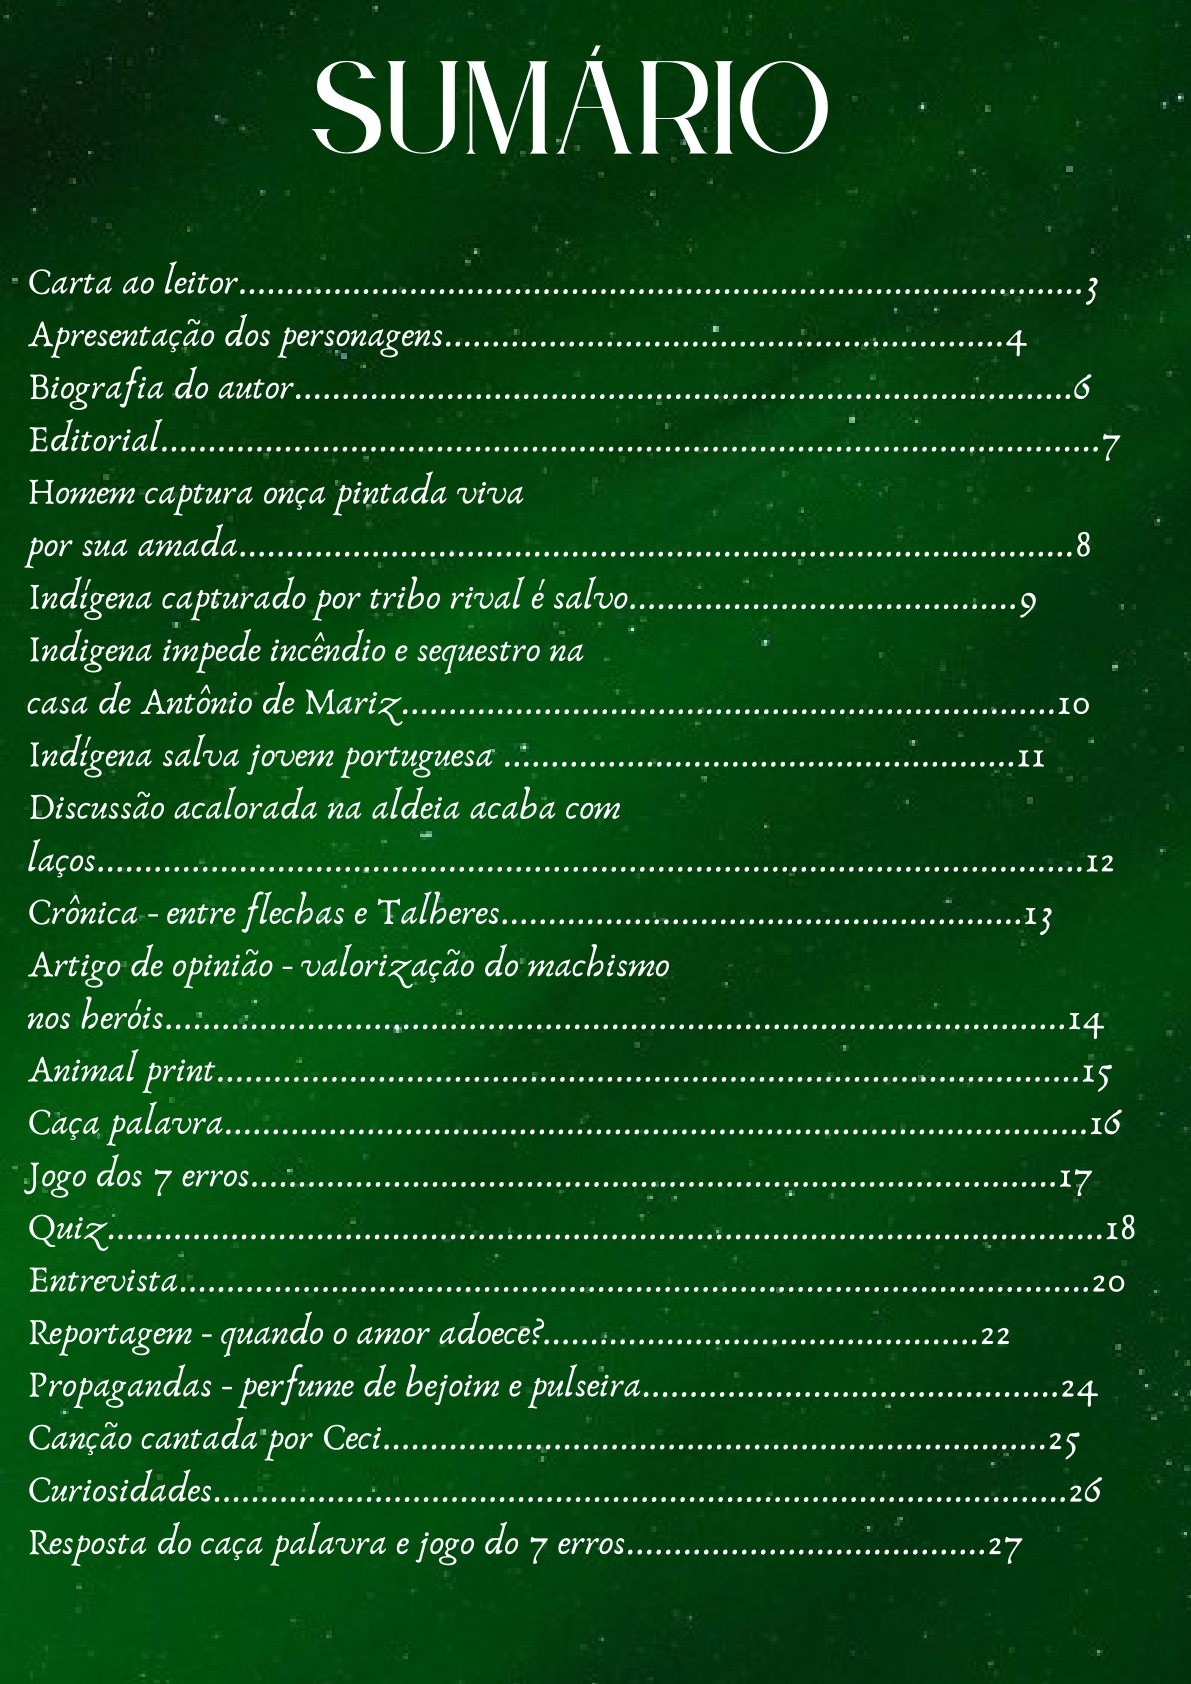 SUMÁRIO
Carta ao leitor..........................................................................................3
Apresentação dos personagens............................................................4
Biografia do autor...................................................................................6
Editorial....................................................................................................7
Homem captura onça pintada viva
por sua amada.........................................................................................8
Indígena capturado por tribo rival é salvo.........................................9
Indigena impede incêndio e sequestro na
casa de Antônio de Mariz......................................................................10
Indígena salva jovem portuguesa ......................................................11
Discussão acalorada na aldeia acaba com
laços.........................................................................................................12
Crônica - entre flechas e Talheres.......................................................13
Artigo de opinião - valorização do machismo
nos heróis................................................................................................14
Animal print............................................................................................15
Caça palavra............................................................................................16
Jogo dos 7 erros......................................................................................17
Quiz..........................................................................................................18
Entrevista.................................................................................................20
Reportagem - quando o amor adoece?..............................................22
Propagandas - perfume de bejoim e pulseira............................................24
Canção cantada por Ceci......................................................................25
Curiosidades...........................................................................................26
Resposta do caça palavra e jogo do 7 erros......................................27